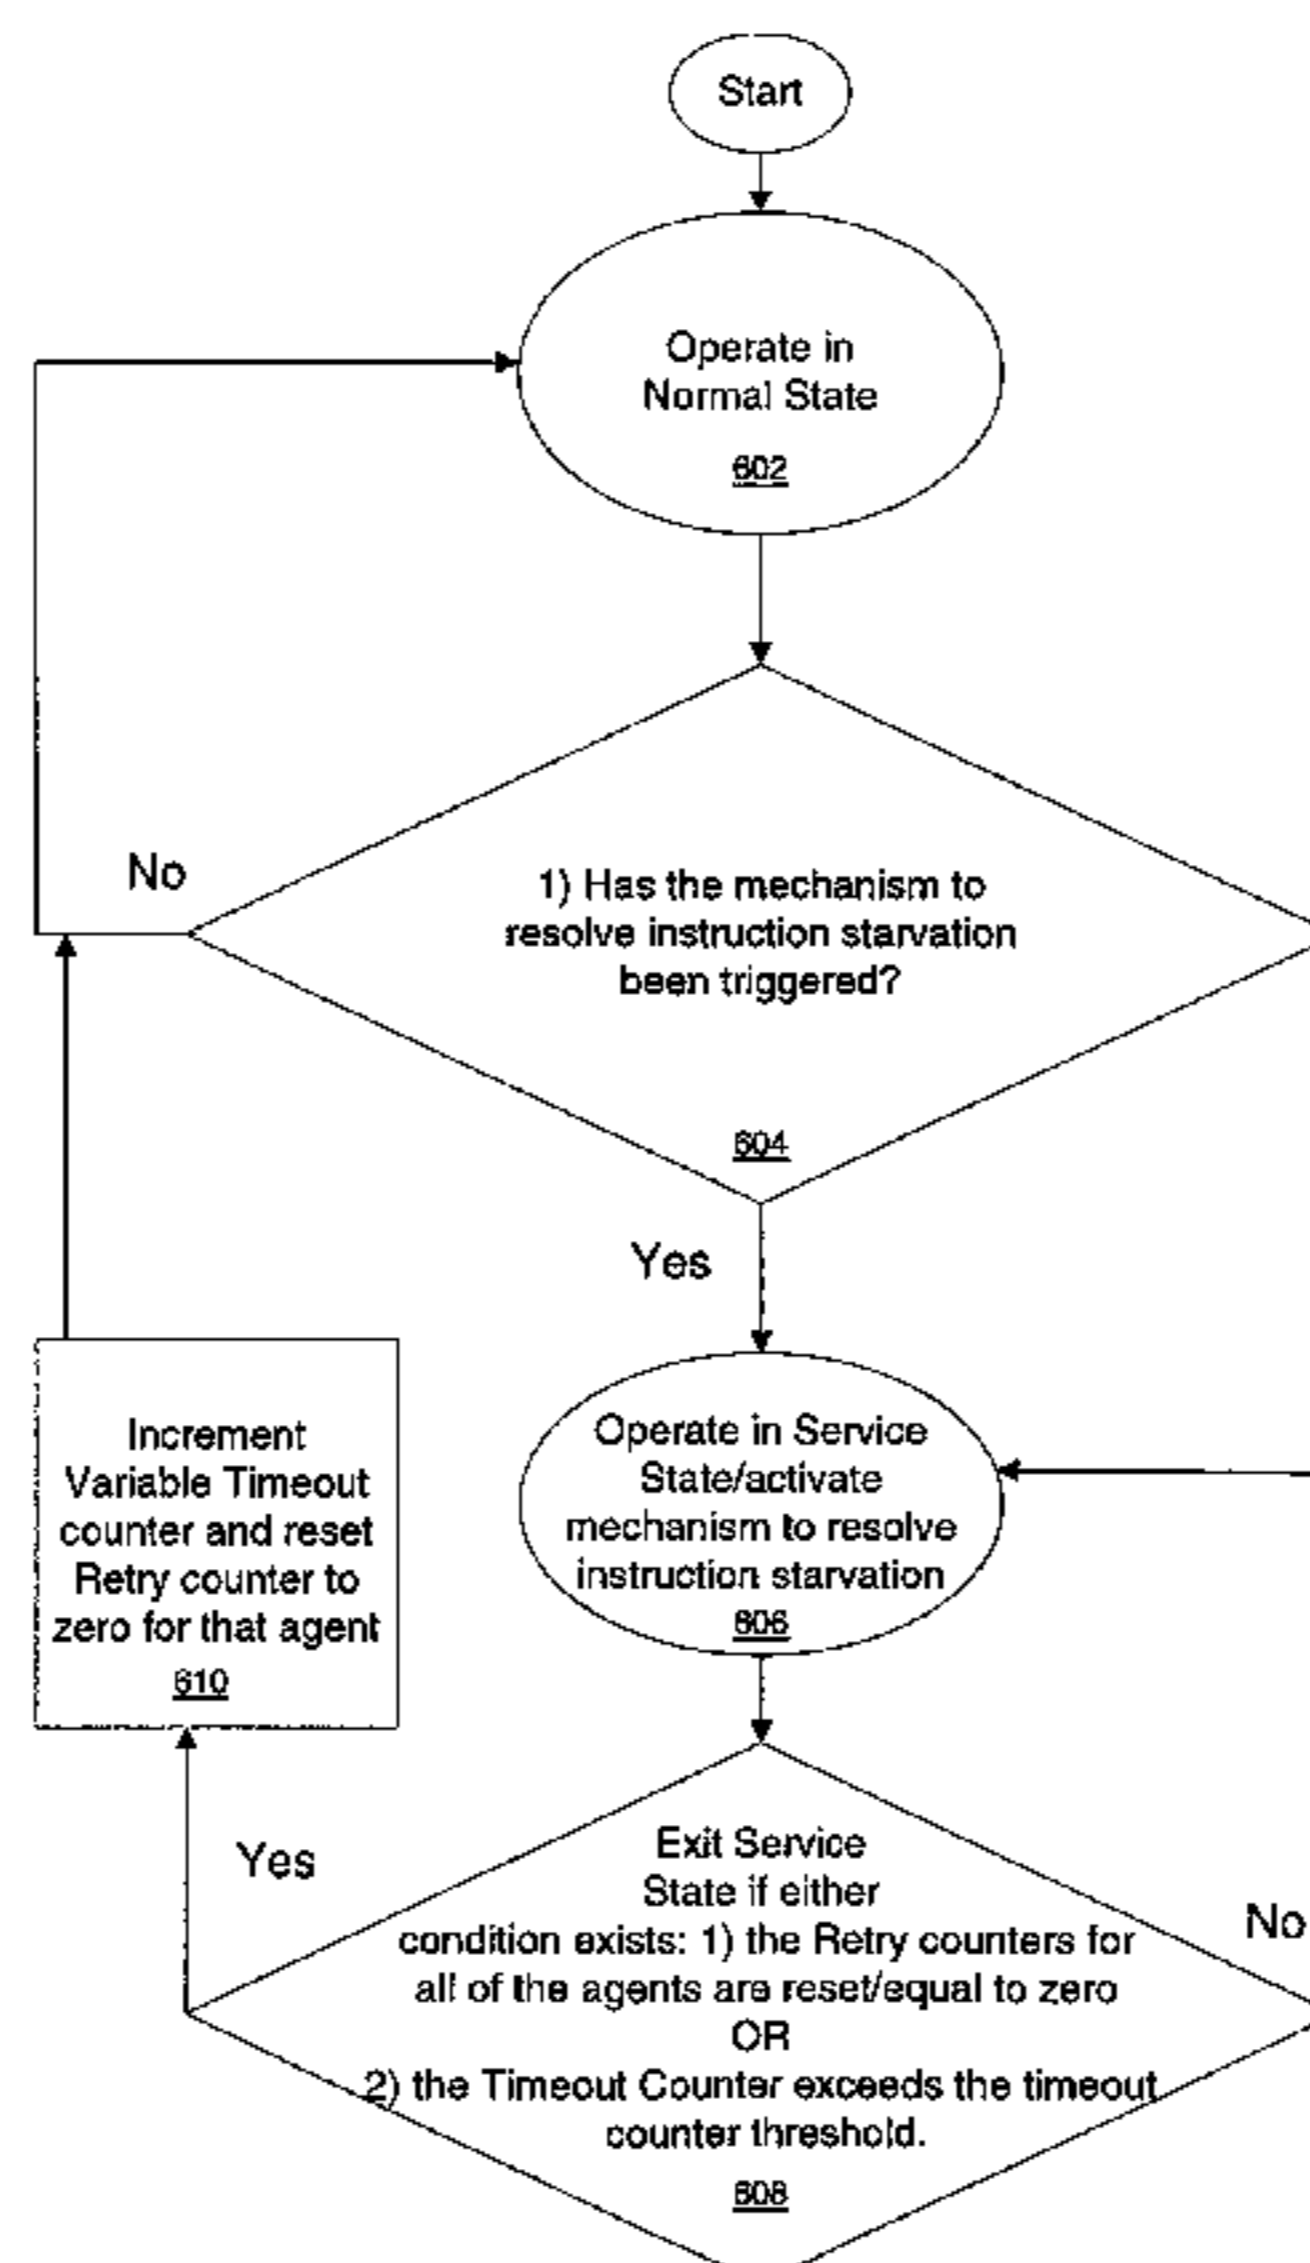 Start
Operate in
Normal State
602
No
1) Has the mechanism to
resolve instruction starvation
been triggered?
604
Yes
Operate in Service
State/activate
mechanism to resolve
instruction starvation
606
Increment
Variable Timeout
counter and reset
Retry counter to
zero for that agent
610
Yes
Exit Service
State if either
condition exists: 1) the Retry counters for
all of the agents are reset/equal to zero
OR
2) the Timeout Counter exceeds the timeout
counter threshold.
608
No